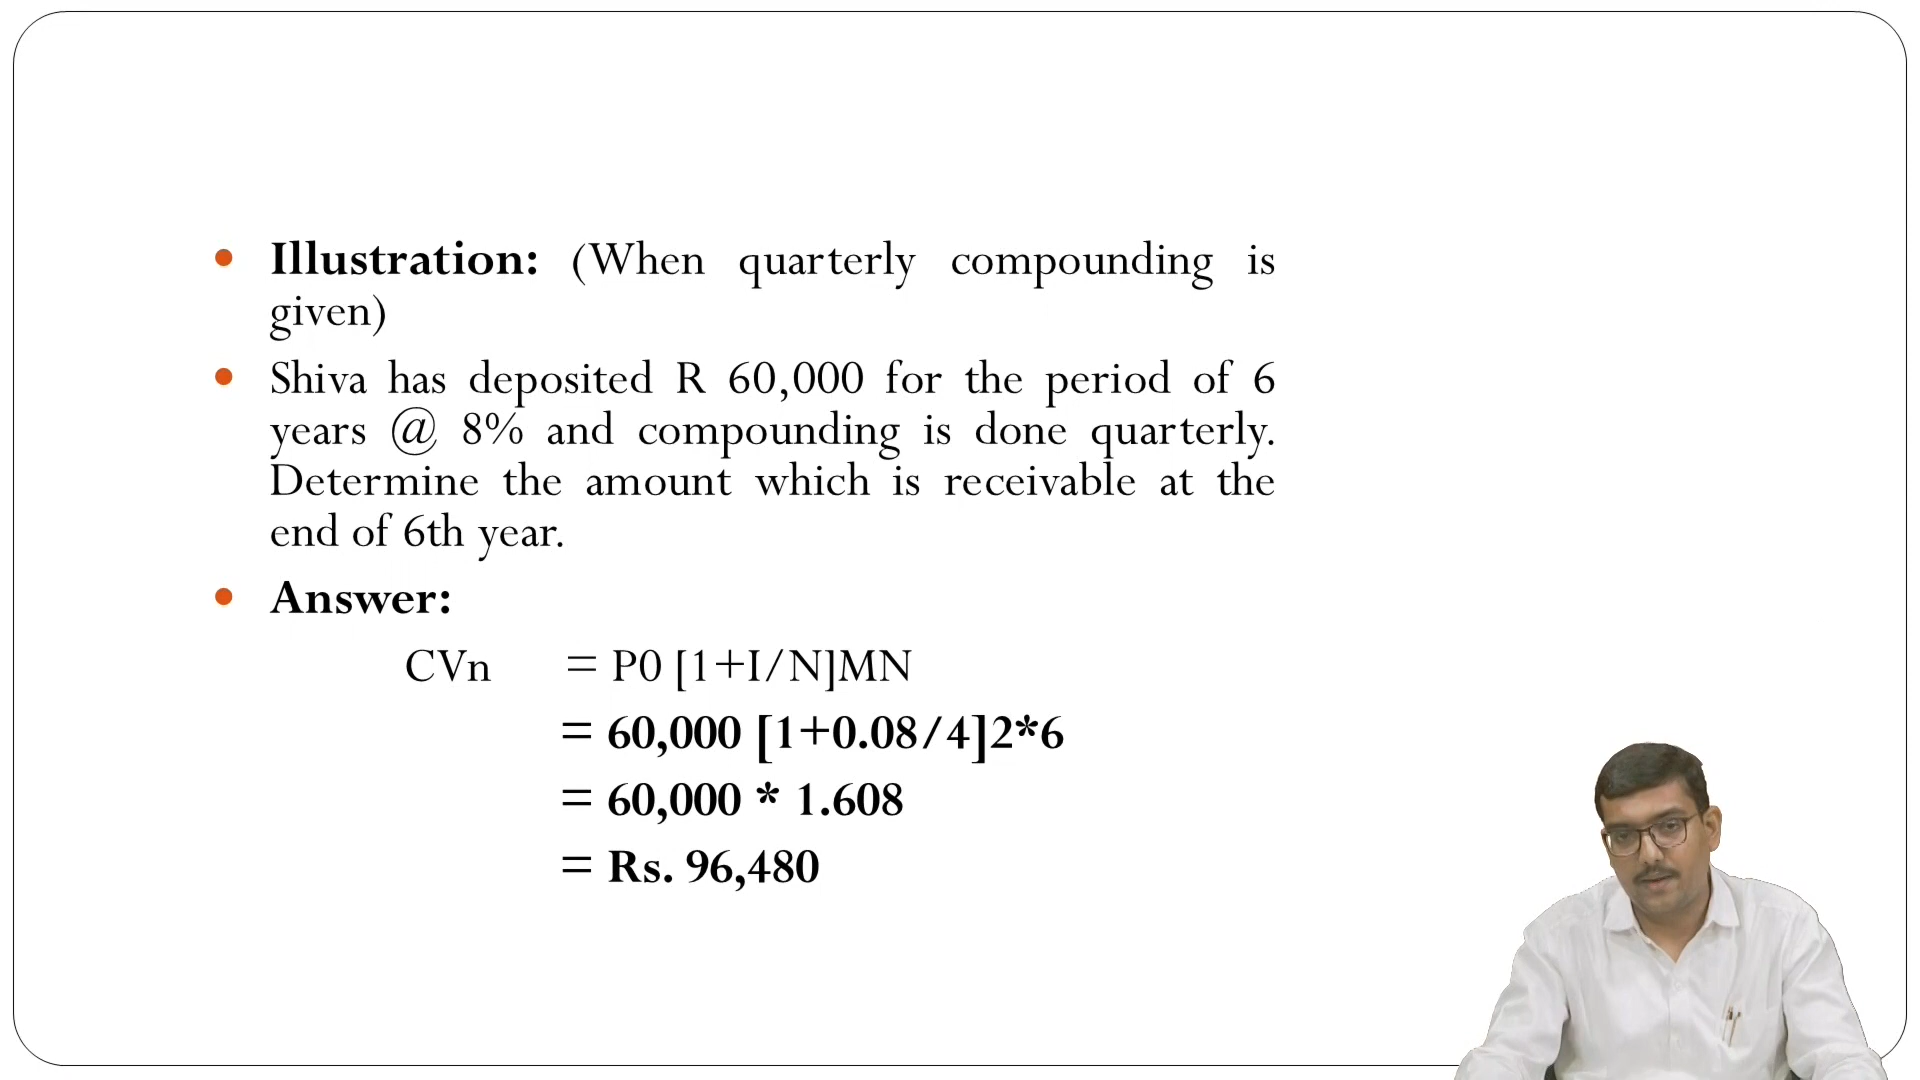 Illustration: (When quarterly compounding is
given)
Shiva has deposited R 60,000 for the period of 6
years @ 8% and compounding is done quarterly.
Determine the amount which is receivable at the
end of 6th year.
Answer:
CVn = P0 [1+I/N]MN
= 60,000 [1+0.08/4]2*6
= 60,000 * 1.608
= Rs. 96,480